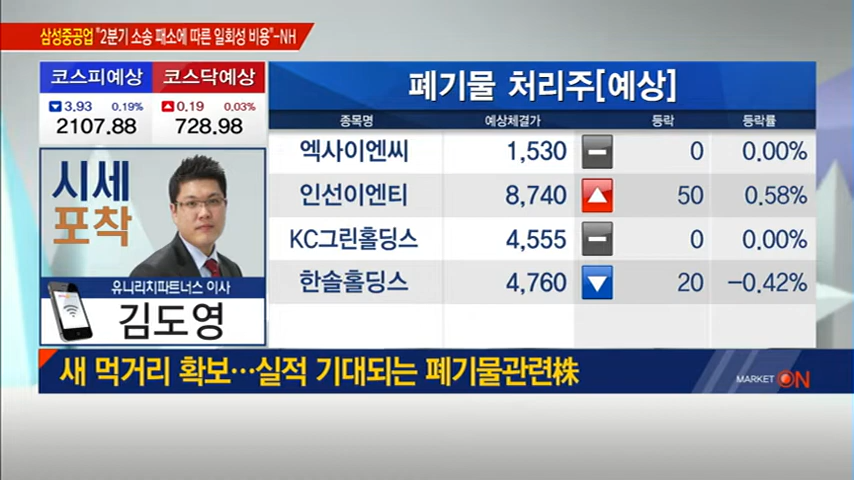 삼성중공업 "2분기 소송 패소에 따른 일회성 비용"-NH
코스피예상 코스닥예상
▼ 3.93 0.19% ▲ 0.19 0.03%
2107.88 728.98
폐기물 처리주[예상]
종목명 예상체결가 등락 등락률
엑사이엔씨 1,530 0 0.00%
인선이엔티 8,740 ▲ 50 0.58%
KC그린홀딩스 4,555 0 0.00%
한솔홀딩스 4,760 ▼ 20 -0.42%
시세
포착
유니리치파트너스 이사
김도영
새 먹거리 확보…실적 기대되는 폐기물관련株
MARKET ON